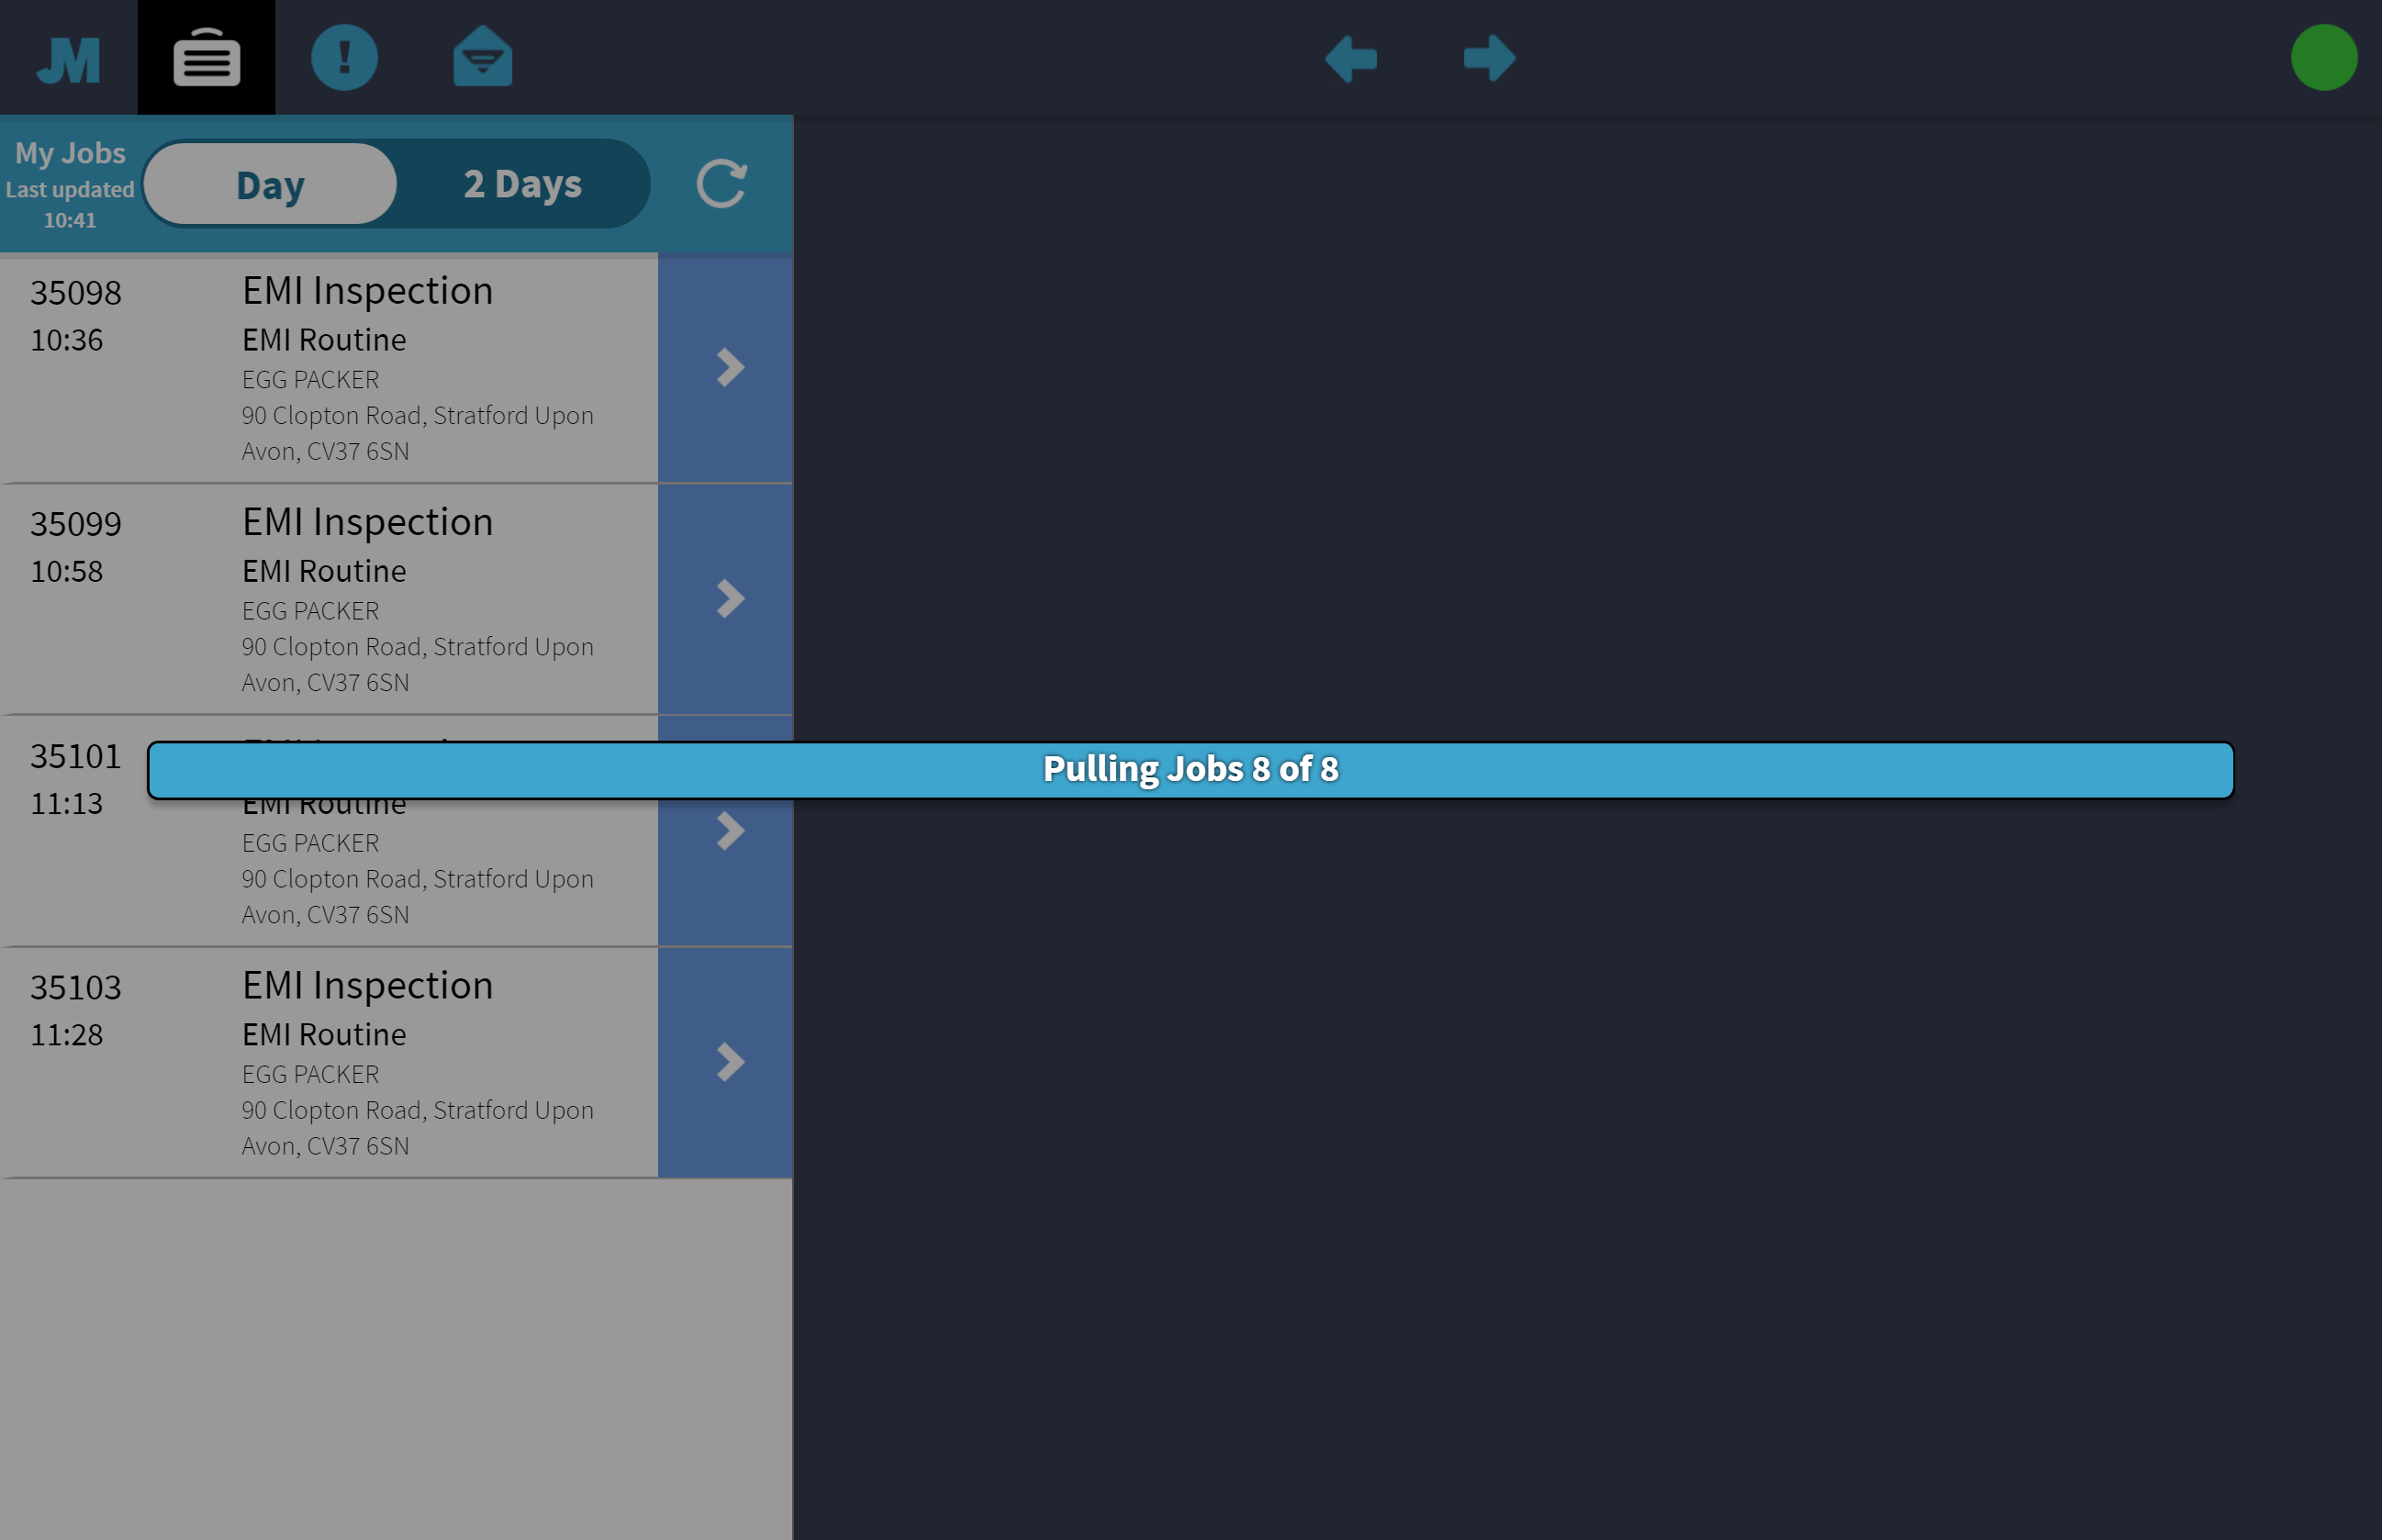 JM
My Jobs
Last updated
10:41
Day
2 Days
35098
EMI Inspection
10:36
EMI Routine
EGG PACKER
90 Clopton Road, Stratford Upon
Avon, CV37 6SN
35099
EMI Inspection
10:58
EMI Routine
EGG PACKER
90 Clopton Road, Stratford Upon
Avon, CV37 6SN
35101
Pulling Jobs 8 of 8
11:13
EMI Routine
EGG PACKER
90 Clopton Road, Stratford Upon
Avon, CV37 6SN
35103
EMI Inspection
11:28
EMI Routine
EGG PACKER
90 Clopton Road, Stratford Upon
Avon, CV37 6SN